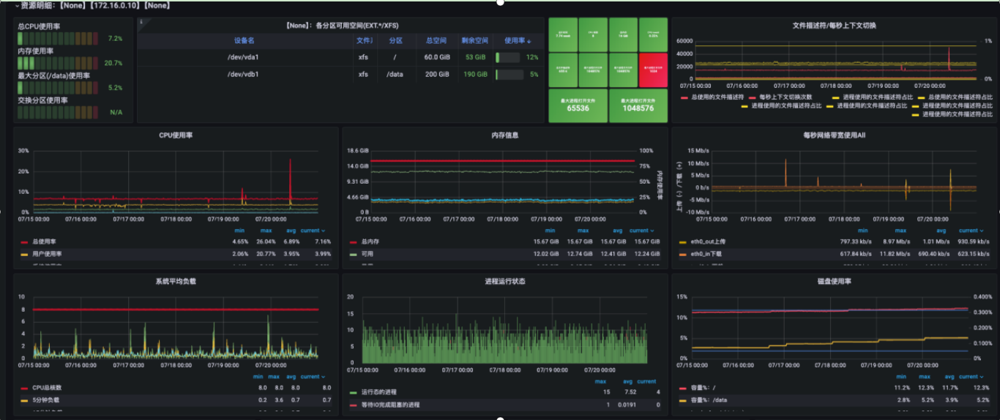 资源明细:【None】【172.16.0.10】【None】
总CPU使用率
7.2%
内存使用率
20.7%
最大分区(/data)使用率
5.2%
交换分区使用率
N/A
【None】: 各分区可用空间(EXT.*/XFS)
设备名 文件 分区 总空间 剩余空间 使用率 ↓
/dev/vda1 xfs / 60.0 GiB 53 GiB 12%
/dev/vdb1 xfs /data 200 GiB 190 GiB 5%
1048576 1048576 1024
最大进程打开文件 最大进程打开文件
65536 1048576
文件描述符/每秒上下文切换
60000 1%
40000
20000
0 0%
07/15 00:00 07/16 00:00 07/17 00:00 07/18 00:00 07/19 00:00 07/20 00:00
总使用的文件描述符 每秒上下文切换次数 进程使用的文件描述符占比 总使用的文件描述符占比
进程使用的文件描述符占比 进程使用的文件描述符占比 进程使用的文件描述符占比
进程使用的文件描述符占比
CPU使用率
30%
20%
10%
0%
07/15 00:00 07/16 00:00 07/17 00:00 07/18 00:00 07/19 00:00 07/20 00:00
min max avg current
总使用率 4.65% 26.04% 6.89% 7.16%
用户使用率 2.06% 20.77% 3.95% 3.99%
内存信息
18.6 GiB 100%
14.0 GiB 75%
9.31 GiB 50%
4.66 GiB 25%
0 B 0%
内存使用率
07/15 00:00 07/16 00:00 07/17 00:00 07/18 00:00 07/19 00:00 07/20 00:00
min max avg current
总内存 15.67 GiB 15.67 GiB 15.67 GiB 15.67 GiB
可用 12.02 GiB 12.74 GiB 12.41 GiB 12.24 GiB
每秒网络带宽使用All
上传 (-) /下载 (+)
15 Mb/s
10 Mb/s
5 Mb/s
0 b/s
-5 Mb/s
-10 Mb/s
07/15 00:00 07/16 00:00 07/17 00:00 07/18 00:00 07/19 00:00 07/20 00:00
min max avg current
eth0_out上传 797.33 kb/s 8.97 Mb/s 1.01 Mb/s 930.59 kb/s
eth0_in下载 617.84 kb/s 11.82 Mb/s 690.40 kb/s 623.15 kb/s
系统平均负载
10
8
6
4
2
0
07/15 00:00 07/16 00:00 07/17 00:00 07/18 00:00 07/19 00:00 07/20 00:00
min max avg current
CPU总核数 8.0 8.0 8.0 8.0
5分钟负载 0.2 3.6 0.7 0.7
进程运行状态
20
15
10
5
0
07/15 00:00 07/16 00:00 07/17 00:00 07/18 00:00 07/19 00:00 07/20 00:00
max avg current
运行态的进程 15 7.52 4
等待IO完成阻塞的进程 1 0.0191 0
磁盘使用率
15% 0.400%
10% 0.300%
5% 0.200%
0.100%
0% 0%
07/15 00:00 07/16 00:00 07/17 00:00 07/18 00:00 07/19 00:00 07/20 00:00
min max avg current
容量%: / 11.2% 12.3% 11.7% 12.3%
容量%: /data 2.8% 5.2% 3.9% 5.2%